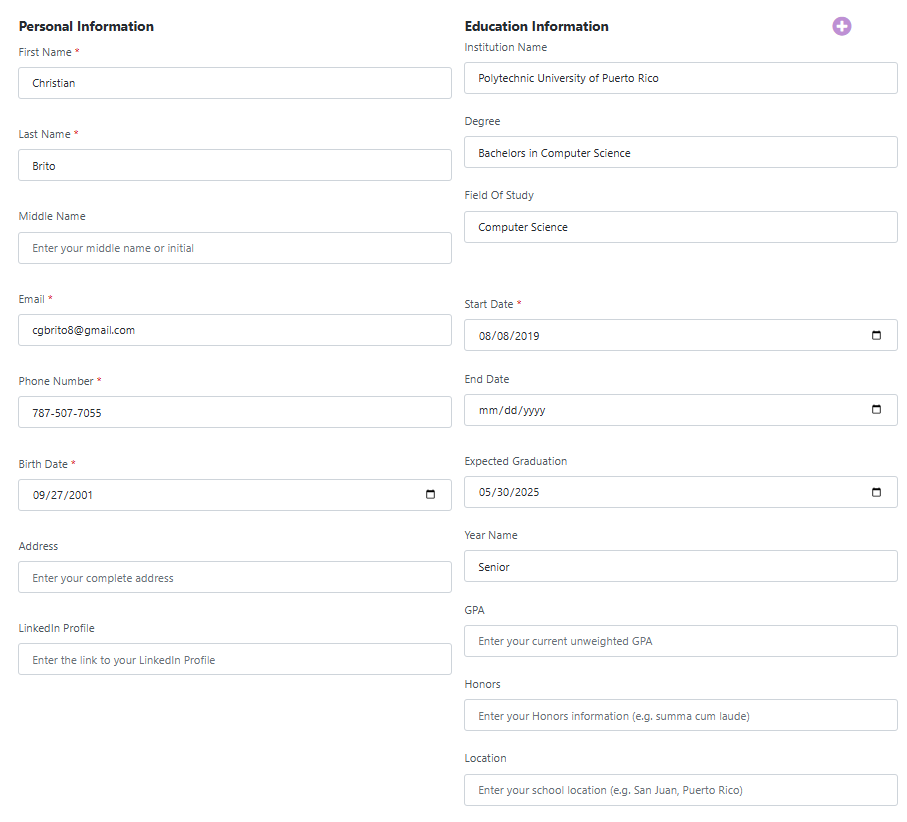 Personal Information
First Name *
Christian
Last Name *
Brito
Middle Name
Enter your middle name or initial
Email *
cgbrito8@gmail.com
Phone Number *
787-507-7055
Birth Date *
09/27/2001
Address
Enter your complete address
LinkedIn Profile
Enter the link to your LinkedIn Profile
Education Information
Institution Name
Polytechnic University of Puerto Rico
Degree
Bachelors in Computer Science
Field Of Study
Computer Science
Start Date *
08/08/2019
End Date
mm/dd/yyyy
Expected Graduation
05/30/2025
Year Name
Senior
GPA
Enter your current unweighted GPA
Honors
Enter your Honors information (e.g. summa cum laude)
Location
Enter your school location (e.g. San Juan, Puerto Rico)